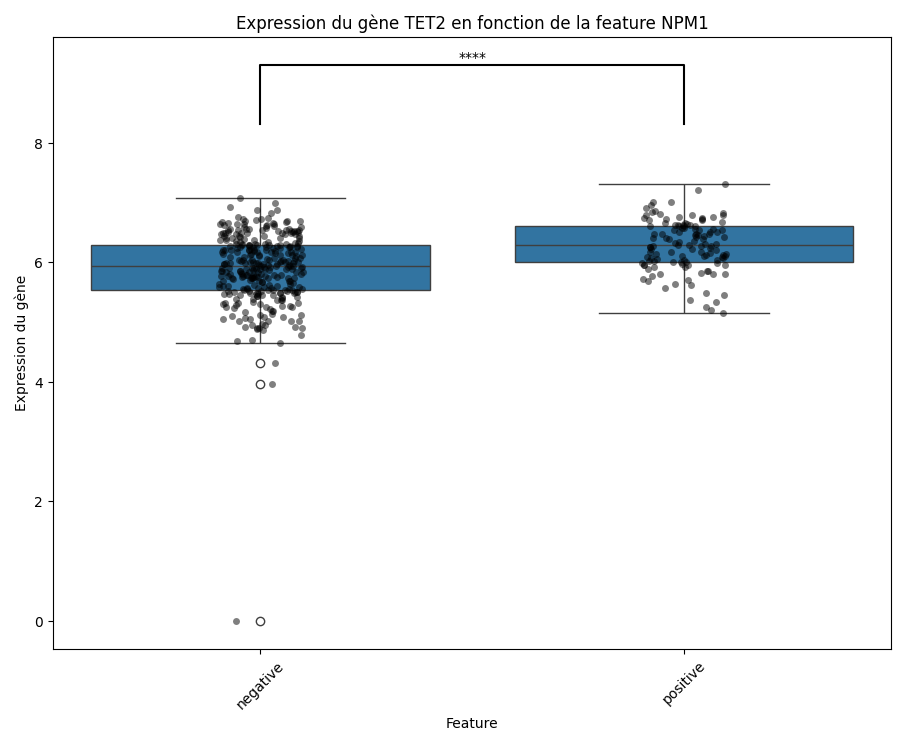 Expression du gène TET2 en fonction de la feature NPM1
****
8
6
4
2
0
Expression du gène
negative
positive
Feature